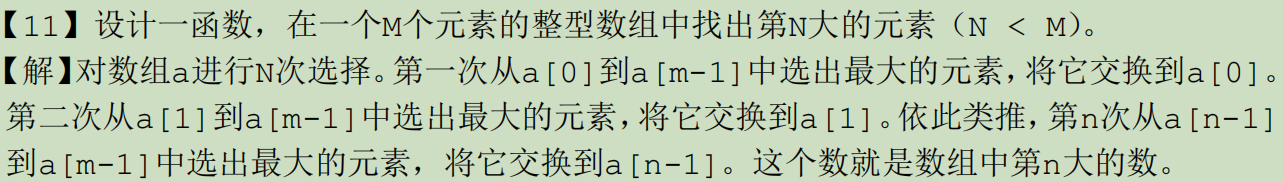 【11】设计一函数，在一个M个元素的整型数组中找出第N大的元素（N < M）。
【解】对数组a进行N次选择。第一次从a[0]到a[m-1]中选出最大的元素，将它交换到a[0]。
第二次从a[1]到a[m-1]中选出最大的元素，将它交换到a[1]。依此类推，第n次从a[n-1]
到a[m-1]中选出最大的元素，将它交换到a[n-1]。这个数就是数组中第n大的数。